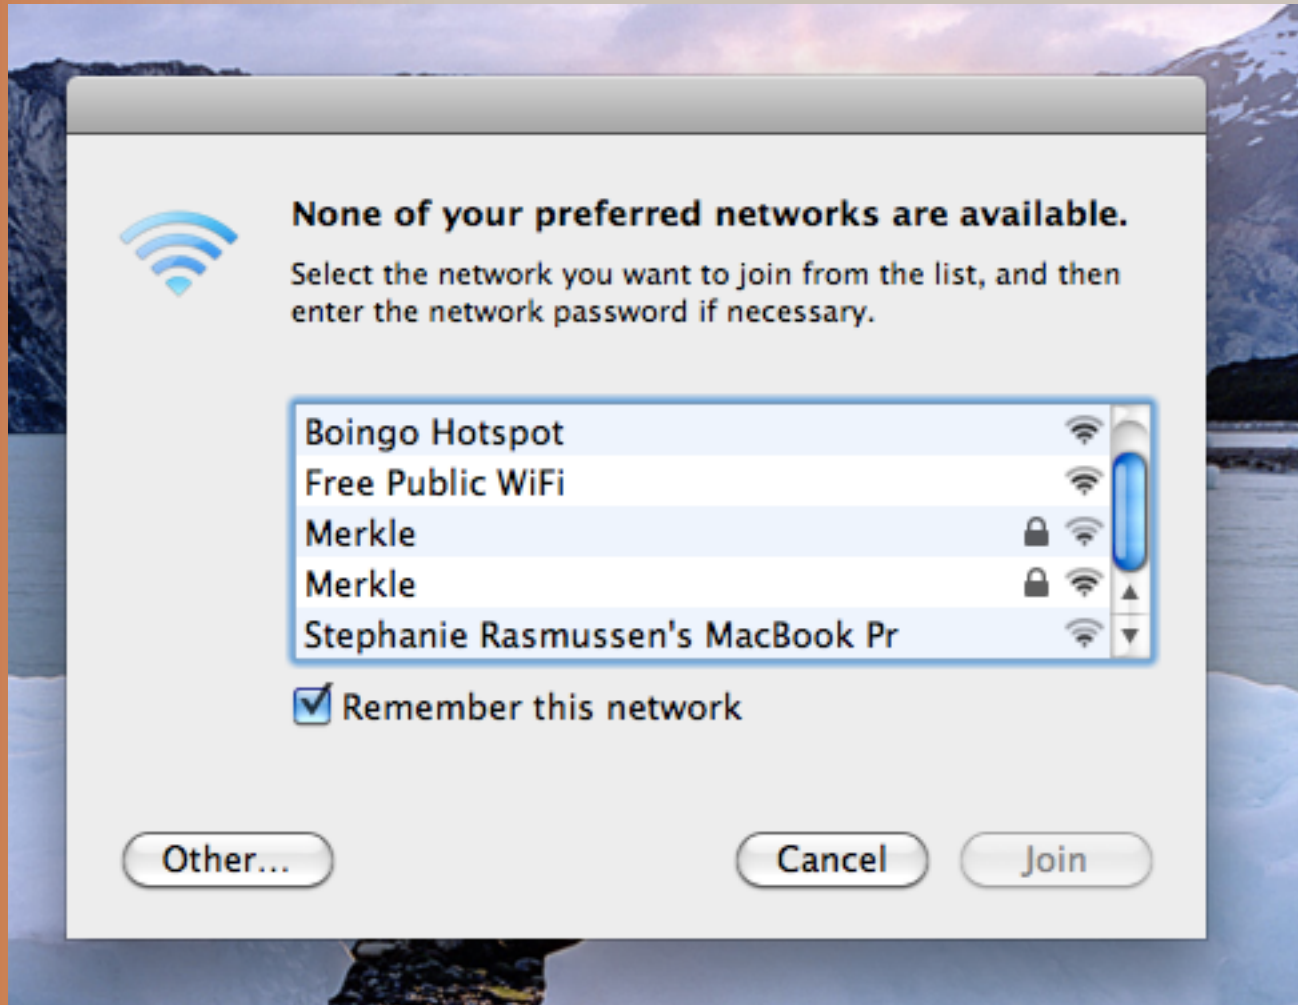 None of your preferred networks are available.
Select the network you want to join from the list, and then
enter the network password if necessary.
Boingo Hotspot
Free Public WiFi
Merkle
Merkle
Stephanie Rasmussen's MacBook Pr
Remember this network
Other...
Cancel
Join